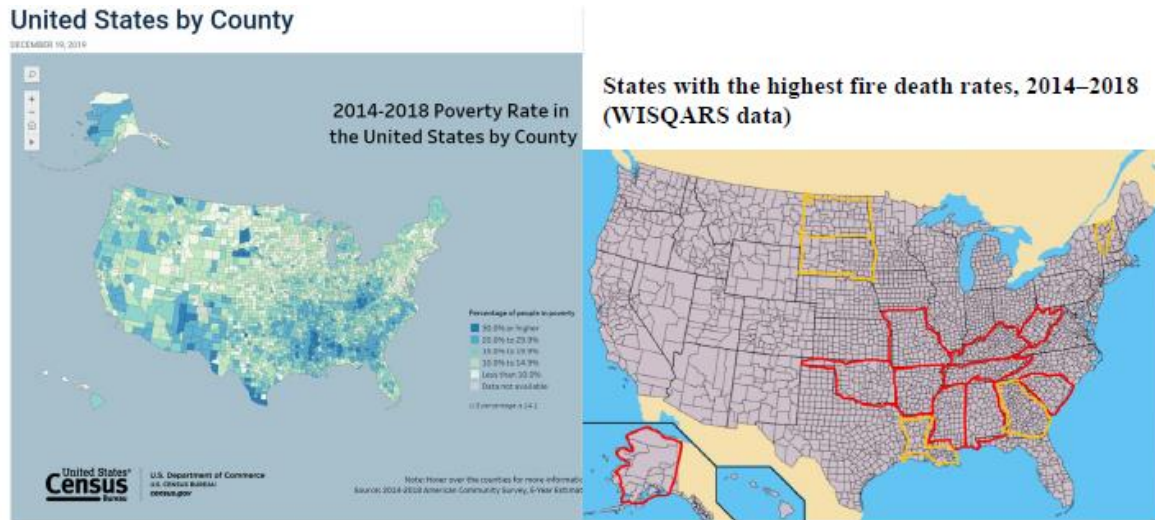 United States by County
DECEMBER 19, 2019
2014-2018 Poverty Rate in
the United States by County
Percentage of people in poverty
30.0% or higher
20.0% to 29.9%
15.0% to 19.9%
10.0% to 14.9%
Less than 10.0%
Data not available
United States®
Census
Bureau
U.S. Department of Commerce
U.S. CENSUS BUREAU
census.gov
Note: Hover over the counties for more informatic
Source: 2014-2018 American Community Survey, 5-Year Estimat
States with the highest fire death rates, 2014–2018
(WISQARS data)